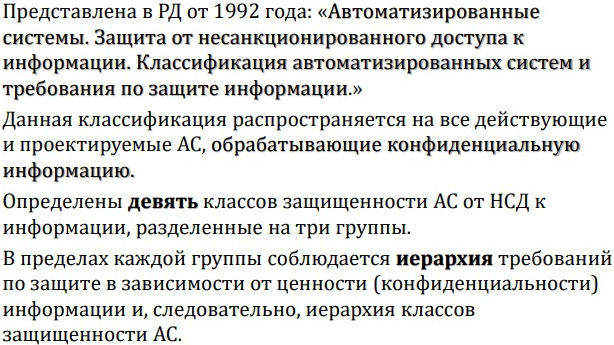 Представлена в РД от 1992 года: «Автоматизированные
системы. Защита от несанкционированного доступа к
информации. Классификация автоматизированных систем и
требования по защите информации.»
Данная классификация распространяется на все действующие
и проектируемые АС, обрабатывающие конфиденциальную
информацию.
Определены девять классов защищенности АС от НСД к
информации, разделенные на три группы.
В пределах каждой группы соблюдается иерархия требований
по защите в зависимости от ценности (конфиденциальности)
информации и, следовательно, иерархия классов
защищенности АС.